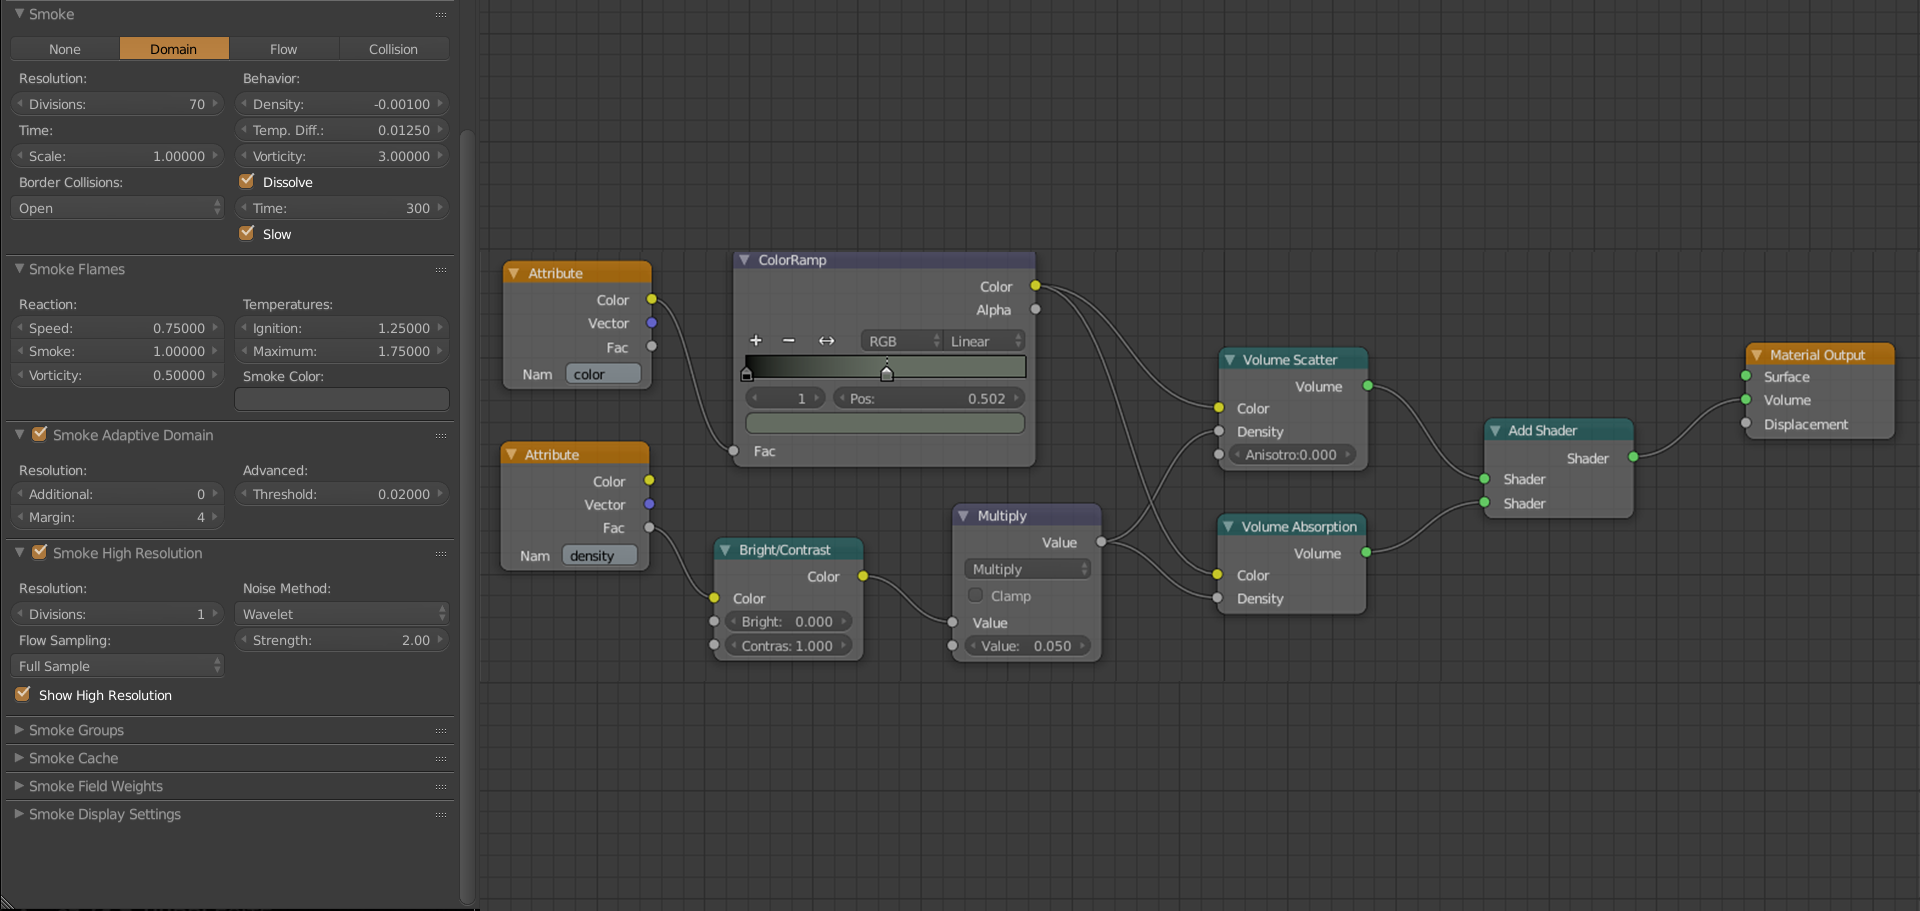 Smoke
None Domain Flow Collision
Resolution:
Divisions: 70
Time:
Scale: 1.00000
Border Collisions:
Open
Behavior:
Density: -0.00100
Temp. Diff.: 0.01250
Vorticity: 3.00000
Dissolve
Time: 300
Slow
Smoke Flames
Reaction:
Speed: 0.75000
Smoke: 1.00000
Vorticity: 0.50000
Temperatures:
Ignition: 1.25000
Maximum: 1.75000
Smoke Color:
Smoke Adaptive Domain
Resolution:
Additional: 0
Margin: 4
Advanced:
Threshold: 0.02000
Smoke High Resolution
Resolution:
Divisions: 1
Flow Sampling:
Full Sample
Show High Resolution
Noise Method:
Wavelet
Strength: 2.00
Smoke Groups
Smoke Cache
Smoke Field Weights
Smoke Display Settings
Attribute
Color
Vector
Fac
Nam color
Attribute
Color
Vector
Fac
Nam density
ColorRamp
Color
Alpha
RGB Linear
1 Pos: 0.502
Fac
Bright/Contrast
Color
Color
Bright: 0.000
Contras: 1.000
Multiply
Value
Multiply
Clamp
Value
Value: 0.050
Volume Scatter
Volume
Color
Density
Anisotro:0.000
Volume Absorption
Volume
Color
Density
Add Shader
Shader
Shader
Shader
Material Output
Surface
Volume
Displacement